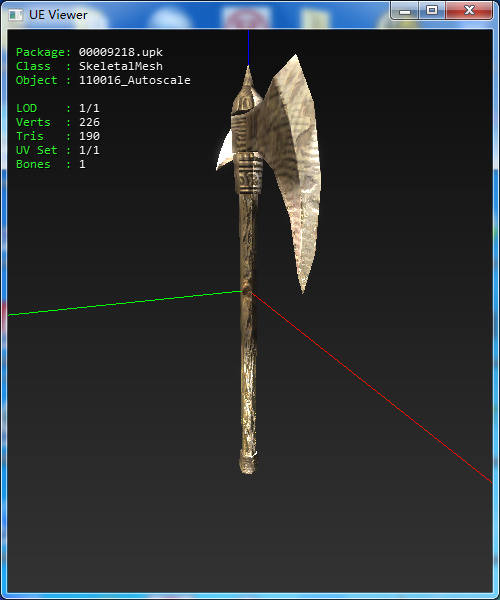 UE Viewer
Package: 00009218.upk
Class : SkeletalMesh
Object : 110016_Autoscale
LOD : 1/1
Verts : 226
Tris : 190
UV Set : 1/1
Bones : 1